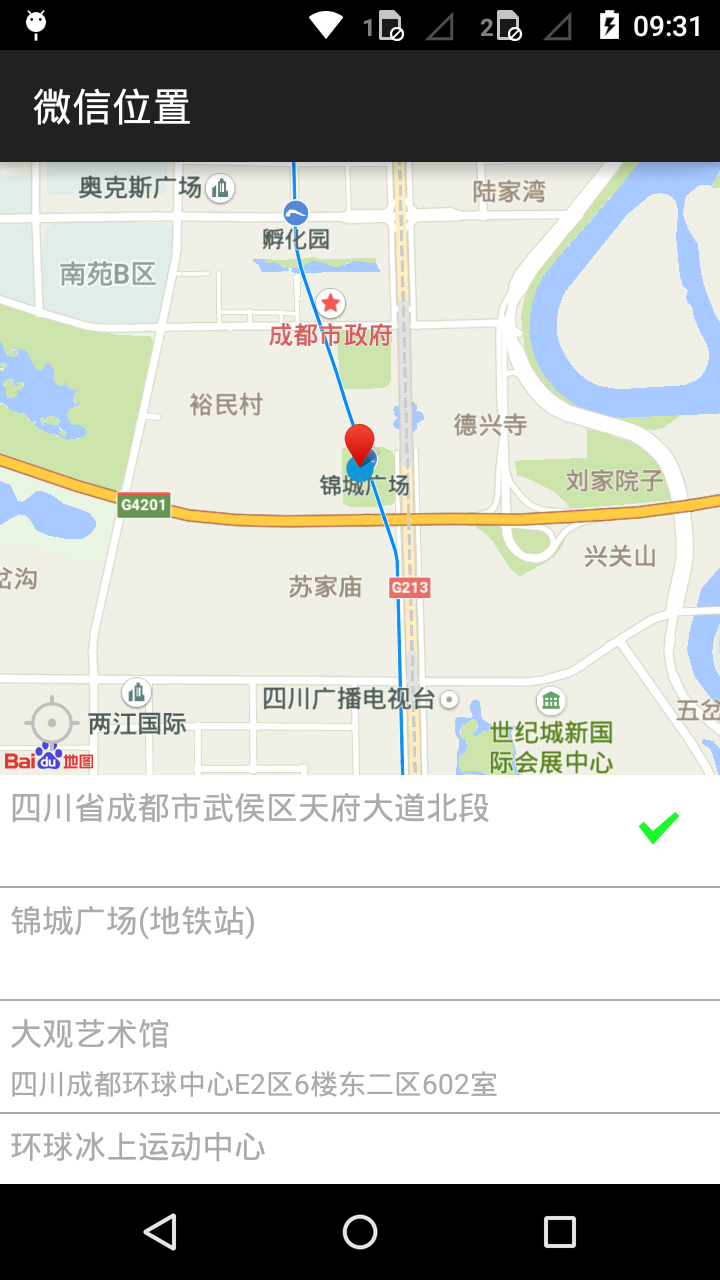 1 2 09:31
微信位置
奥克斯广场
陆家湾
孵化园
南苑B区
成都市政府
裕民村
德兴寺
锦城广场
刘家院子
G4201
兴关山
岔沟
苏家庙
G213
四川广播电视台
两江国际
五岔
世纪城新国
际会展中心
Bai du 地图
四川省成都市武侯区天府大道北段
锦城广场(地铁站)
大观艺术馆
四川成都环球中心E2区6楼东二区602室
环球冰上运动中心